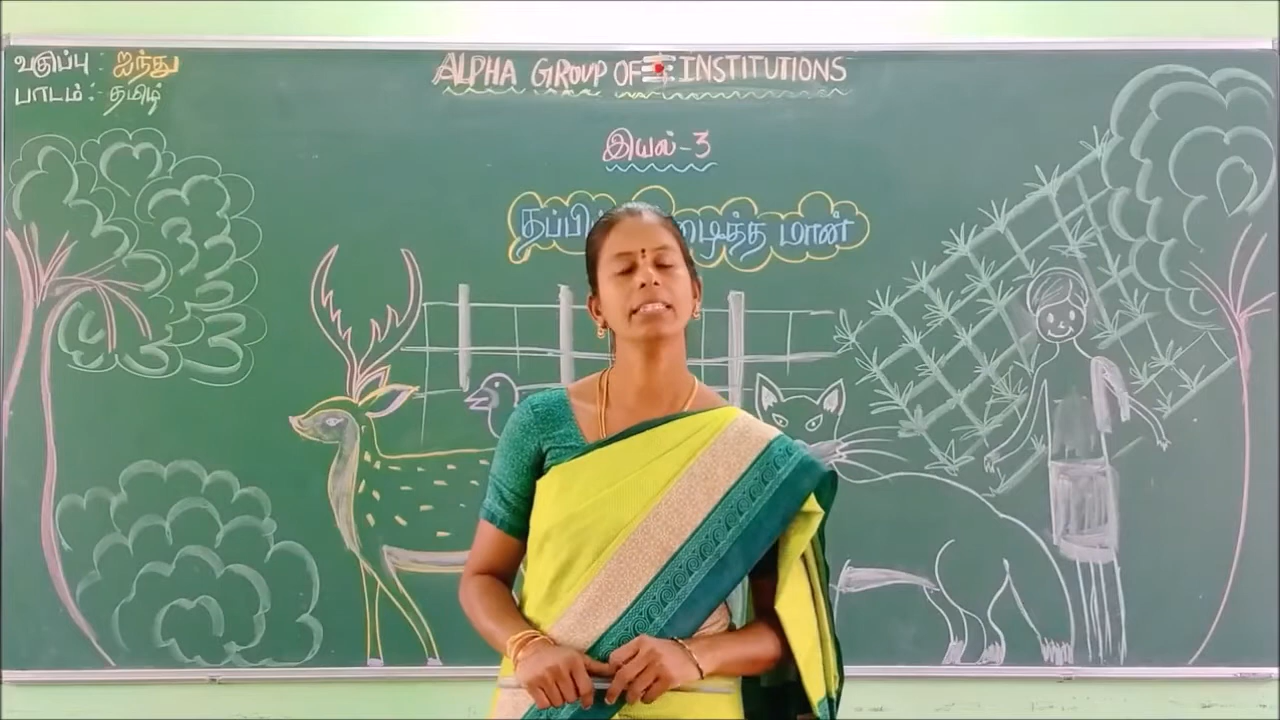 வகுப்பு : ஐந்து
பாடம் :- தமிழ்
ALPHA GROUP OF INSTITUTIONS
இயல் - 3
மான்